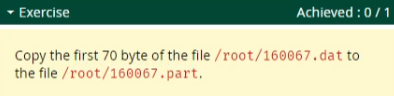 Exercise
Achieved : 0 / 1
Copy the first 70 byte of the file /root/160067.dat to
the file /root/160067.part.